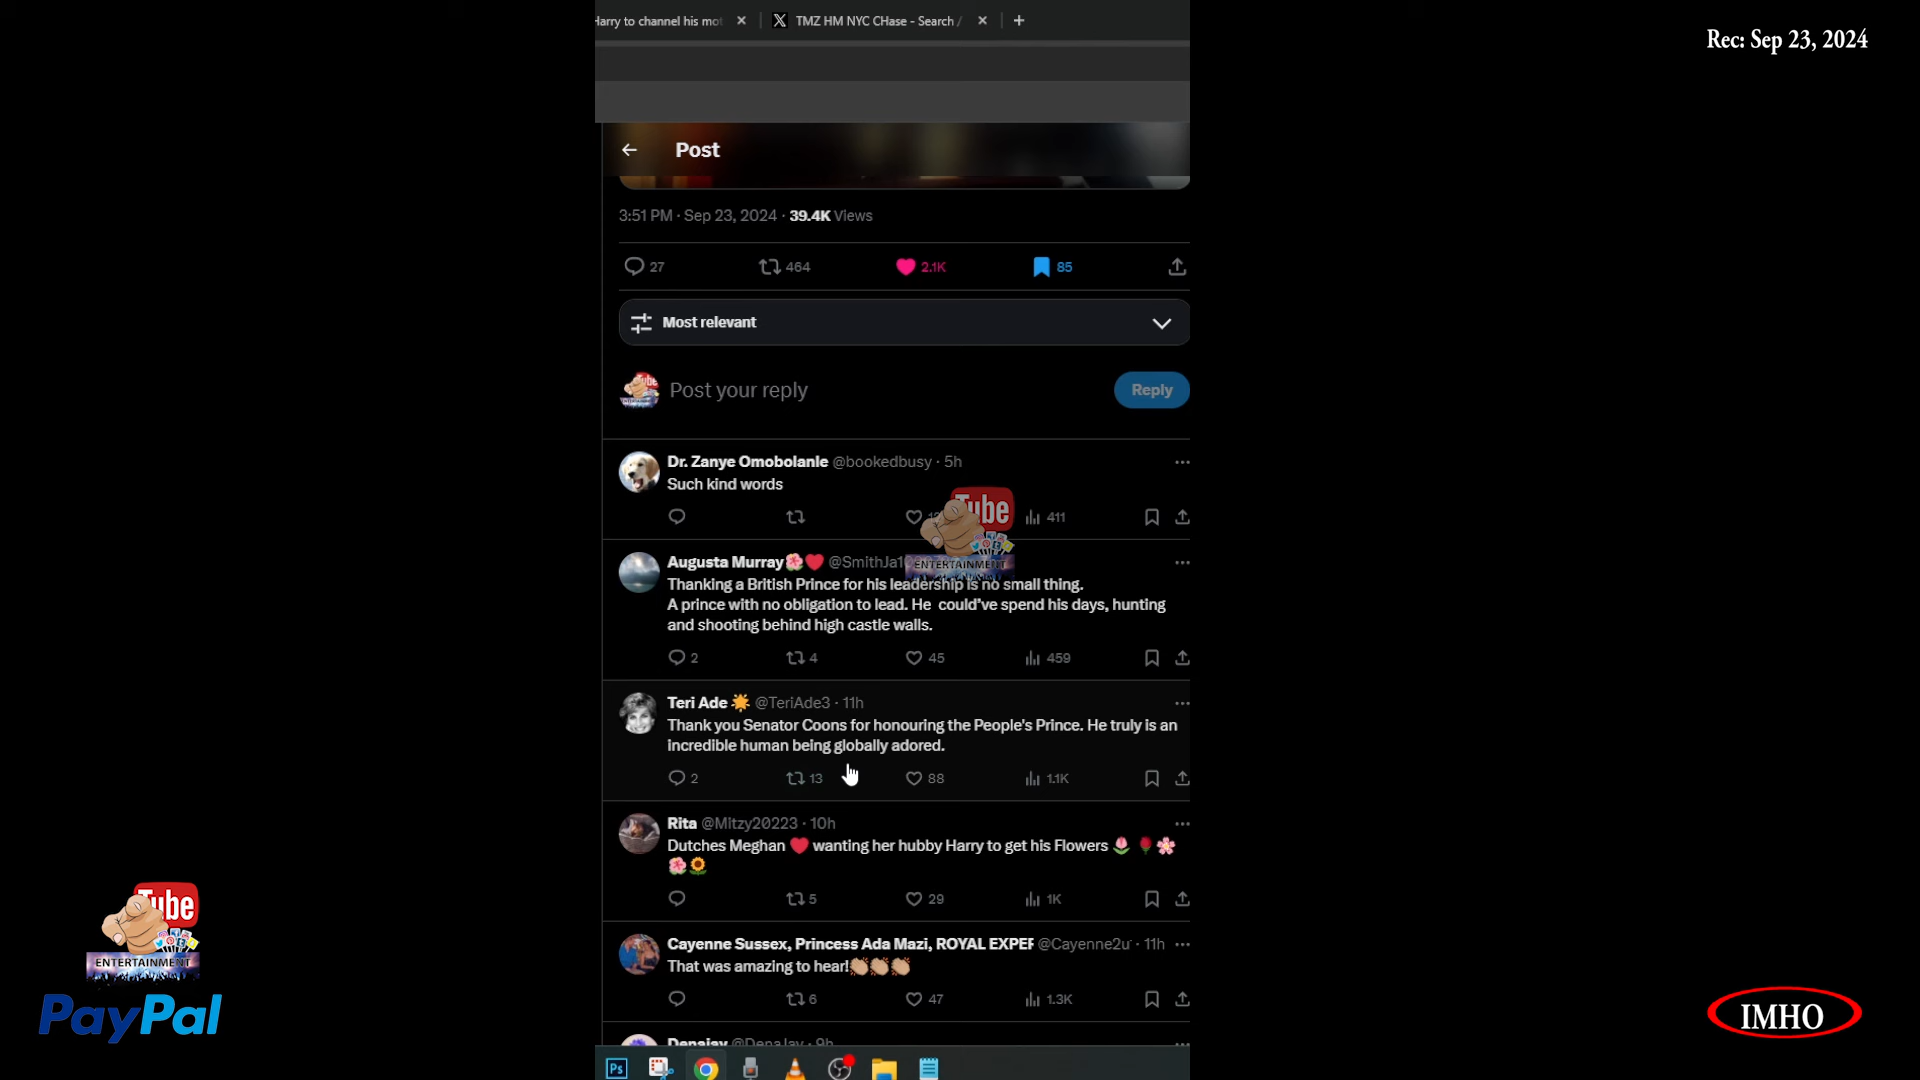 Harry to channel his mot
TMZ HM NYC CHase - Search /
Rec: Sep 23, 2024
Post
3:51 PM · Sep 23, 2024 · 39.4K Views
27 464 2.1K 85
Most relevant
Post your reply
Reply
Dr. Zanye Omobolanle @bookedbusy · 5h
Such kind words
411
Tube
ENTERTAINMENT
Augusta Murray🌺❤️ @SmithJa1
Thanking a British Prince for his leadership is no small thing.
A prince with no obligation to lead. He could've spend his days, hunting
and shooting behind high castle walls.
2 4 45 459
Teri Ade 🌟 @TeriAde3 · 11h
Thank you Senator Coons for honouring the People's Prince. He truly is an
incredible human being globally adored.
2 13 88 1.1K
Rita @Mitzy20223 · 10h
Dutches Meghan ❤️ wanting her hubby Harry to get his Flowers 🌷🌹🌸
🌺🌻
5 29 1K
Cayenne Sussex, Princess Ada Mazi, ROYAL EXPER @Cayenne2u · 11h
That was amazing to hear!👏🏼👏🏼👏🏼
6 47 1.3K
Denajay @DenaJay · 9h
Tube
ENTERTAINMENT
PayPal
IMHO
Ps